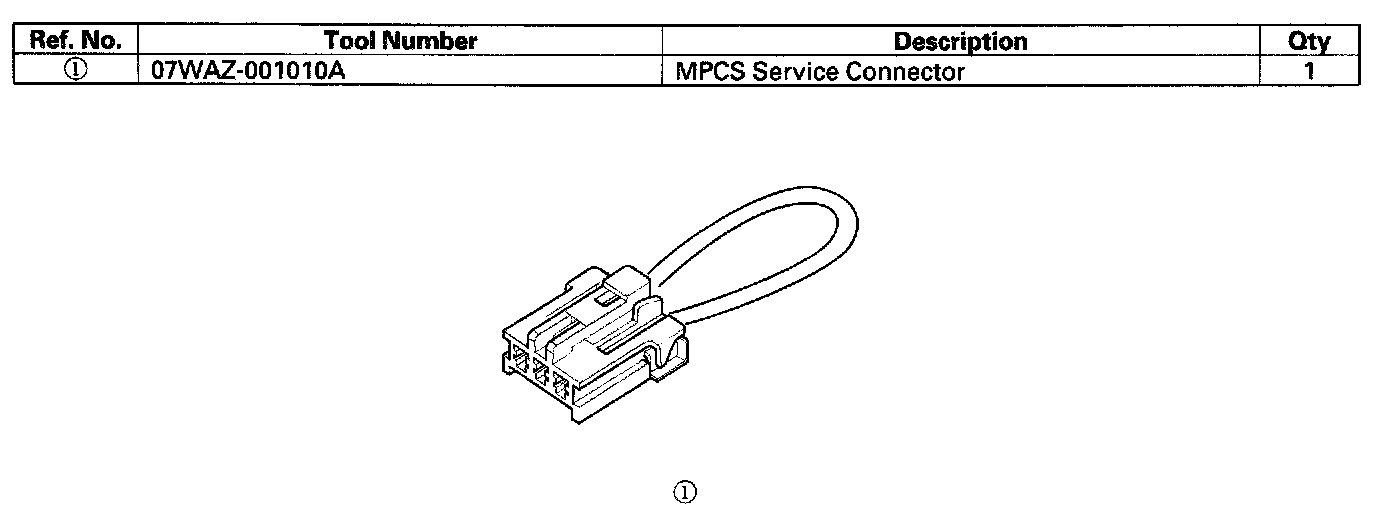 Ref. No. Tool Number Description Qty
① 07WAZ-001010A MPCS Service Connector 1
①